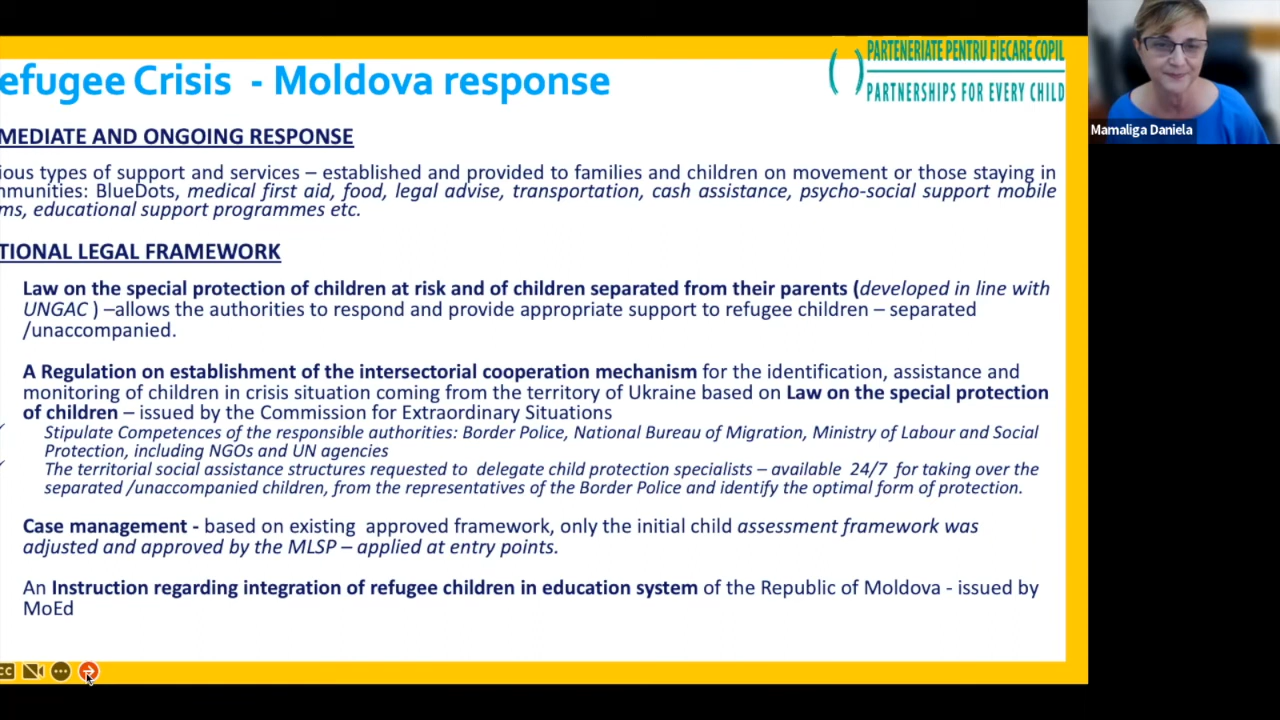 efugee Crisis - Moldova response
PARTENERIATE PENTRU FIECARE COPIL
PARTNERSHIPS FOR EVERY CHILD
Mamaliga Daniela
MEDIATE AND ONGOING RESPONSE
ious types of support and services – established and provided to families and children on movement or those staying in
mmunities: BlueDots, medical first aid, food, legal advise, transportation, cash assistance, psycho-social support mobile
ms, educational support programmes etc.
TIONAL LEGAL FRAMEWORK
Law on the special protection of children at risk and of children separated from their parents (developed in line with
UNGAC ) –allows the authorities to respond and provide appropriate support to refugee children – separated
/unaccompanied.
A Regulation on establishment of the intersectorial cooperation mechanism for the identification, assistance and
monitoring of children in crisis situation coming from the territory of Ukraine based on Law on the special protection
of children – issued by the Commission for Extraordinary Situations
Stipulate Competences of the responsible authorities: Border Police, National Bureau of Migration, Ministry of Labour and Social
Protection, including NGOs and UN agencies
The territorial social assistance structures requested to delegate child protection specialists – available 24/7 for taking over the
separated /unaccompanied children, from the representatives of the Border Police and identify the optimal form of protection.
Case management - based on existing approved framework, only the initial child assessment framework was
adjusted and approved by the MLSP – applied at entry points.
An Instruction regarding integration of refugee children in education system of the Republic of Moldova - issued by
MoEd
CC